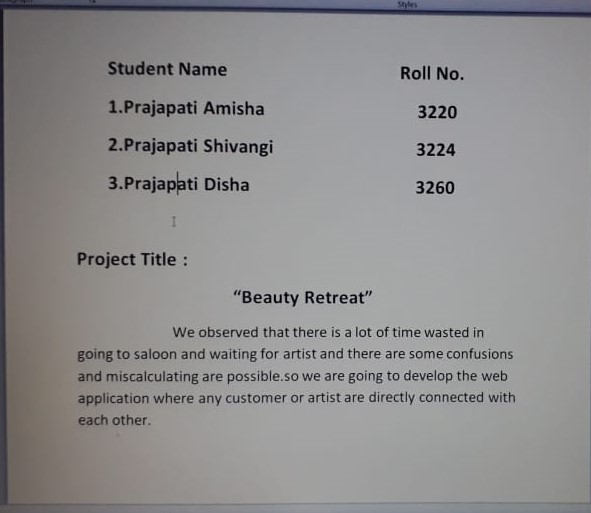 Styles
Student Name Roll No.
1.Prajapati Amisha 3220
2.Prajapati Shivangi 3224
3.Prajapati Disha 3260
Project Title :
“Beauty Retreat”
We observed that there is a lot of time wasted in
going to saloon and waiting for artist and there are some confusions
and miscalculating are possible.so we are going to develop the web
application where any customer or artist are directly connected with
each other.